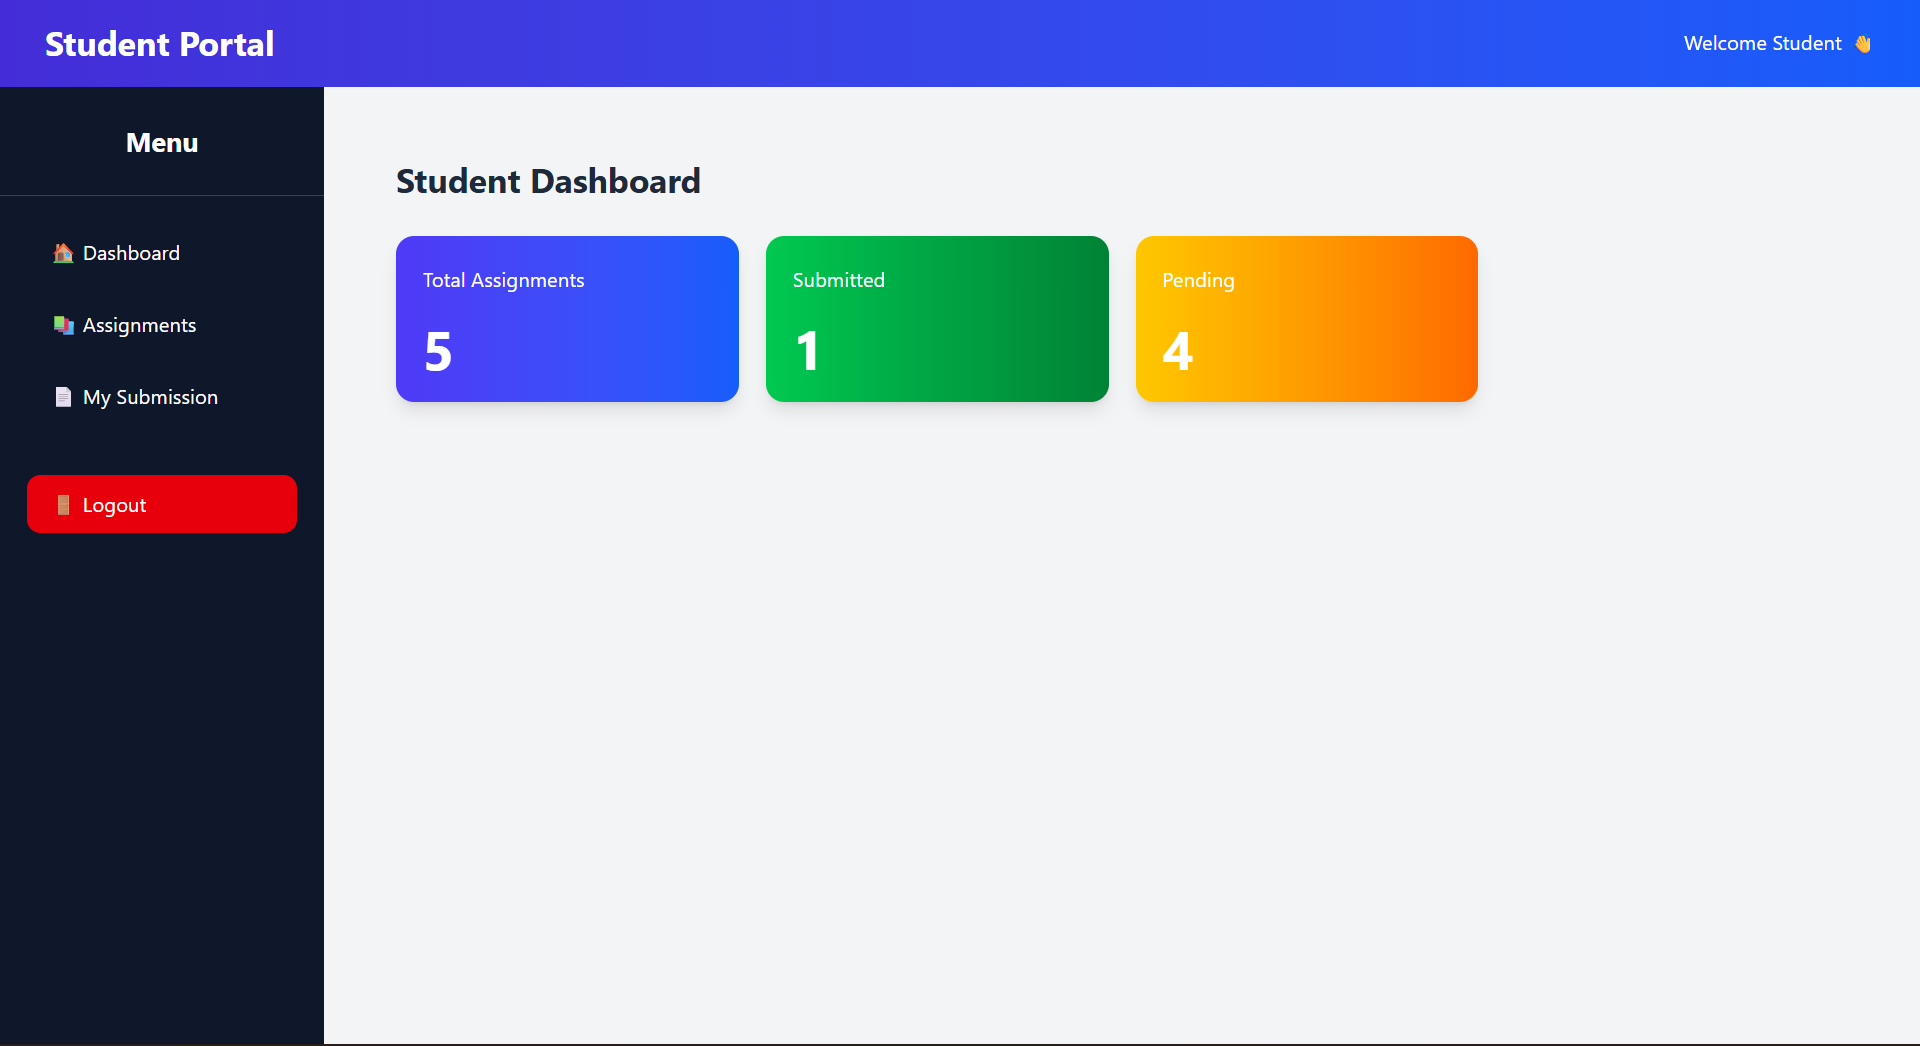 Student Portal
Welcome Student 👋
Menu
🏠 Dashboard
📚 Assignments
📄 My Submission
🚪 Logout
Student Dashboard
Total Assignments
5
Submitted
1
Pending
4